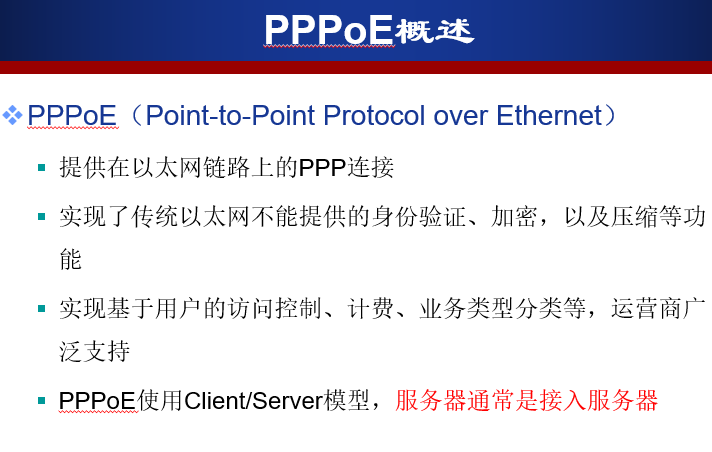 PPPoE概述
PPPoE（Point-to-Point Protocol over Ethernet）
提供在以太网链路上的PPP连接
实现了传统以太网不能提供的身份验证、加密，以及压缩等功
能
实现基于用户的访问控制、计费、业务类型分类等，运营商广
泛支持
PPPoE使用Client/Server模型，服务器通常是接入服务器